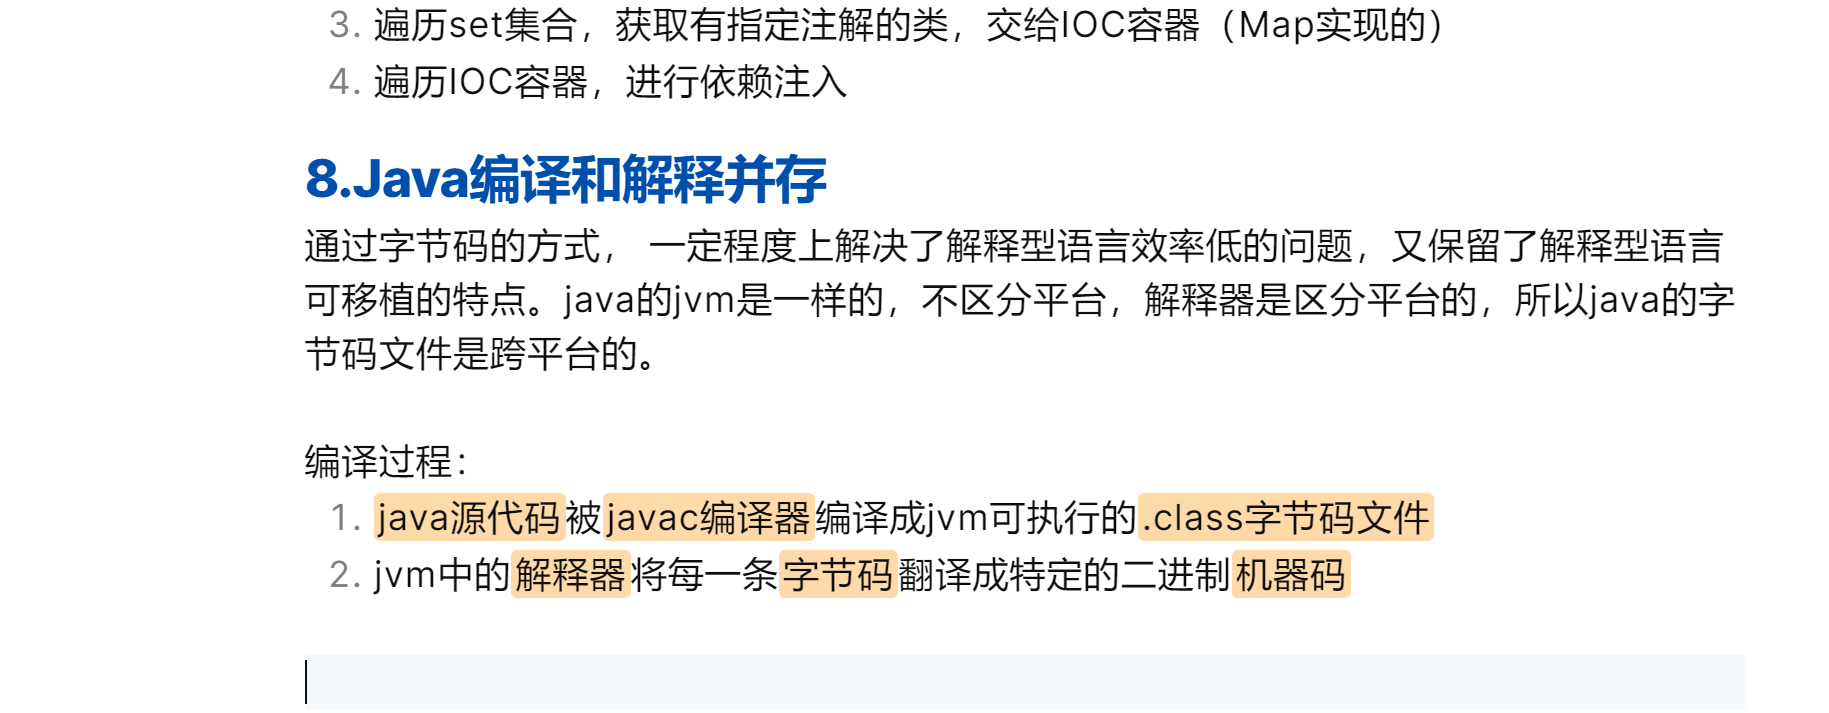 3. 遍历set集合，获取有指定注解的类，交给IOC容器（Map实现的）
4. 遍历IOC容器，进行依赖注入
8.Java编译和解释并存
通过字节码的方式， 一定程度上解决了解释型语言效率低的问题，又保留了解释型语言
可移植的特点。java的jvm是一样的，不区分平台，解释器是区分平台的，所以java的字
节码文件是跨平台的。
编译过程：
1. java源代码被javac编译器编译成jvm可执行的.class字节码文件
2. jvm中的解释器将每一条字节码翻译成特定的二进制机器码